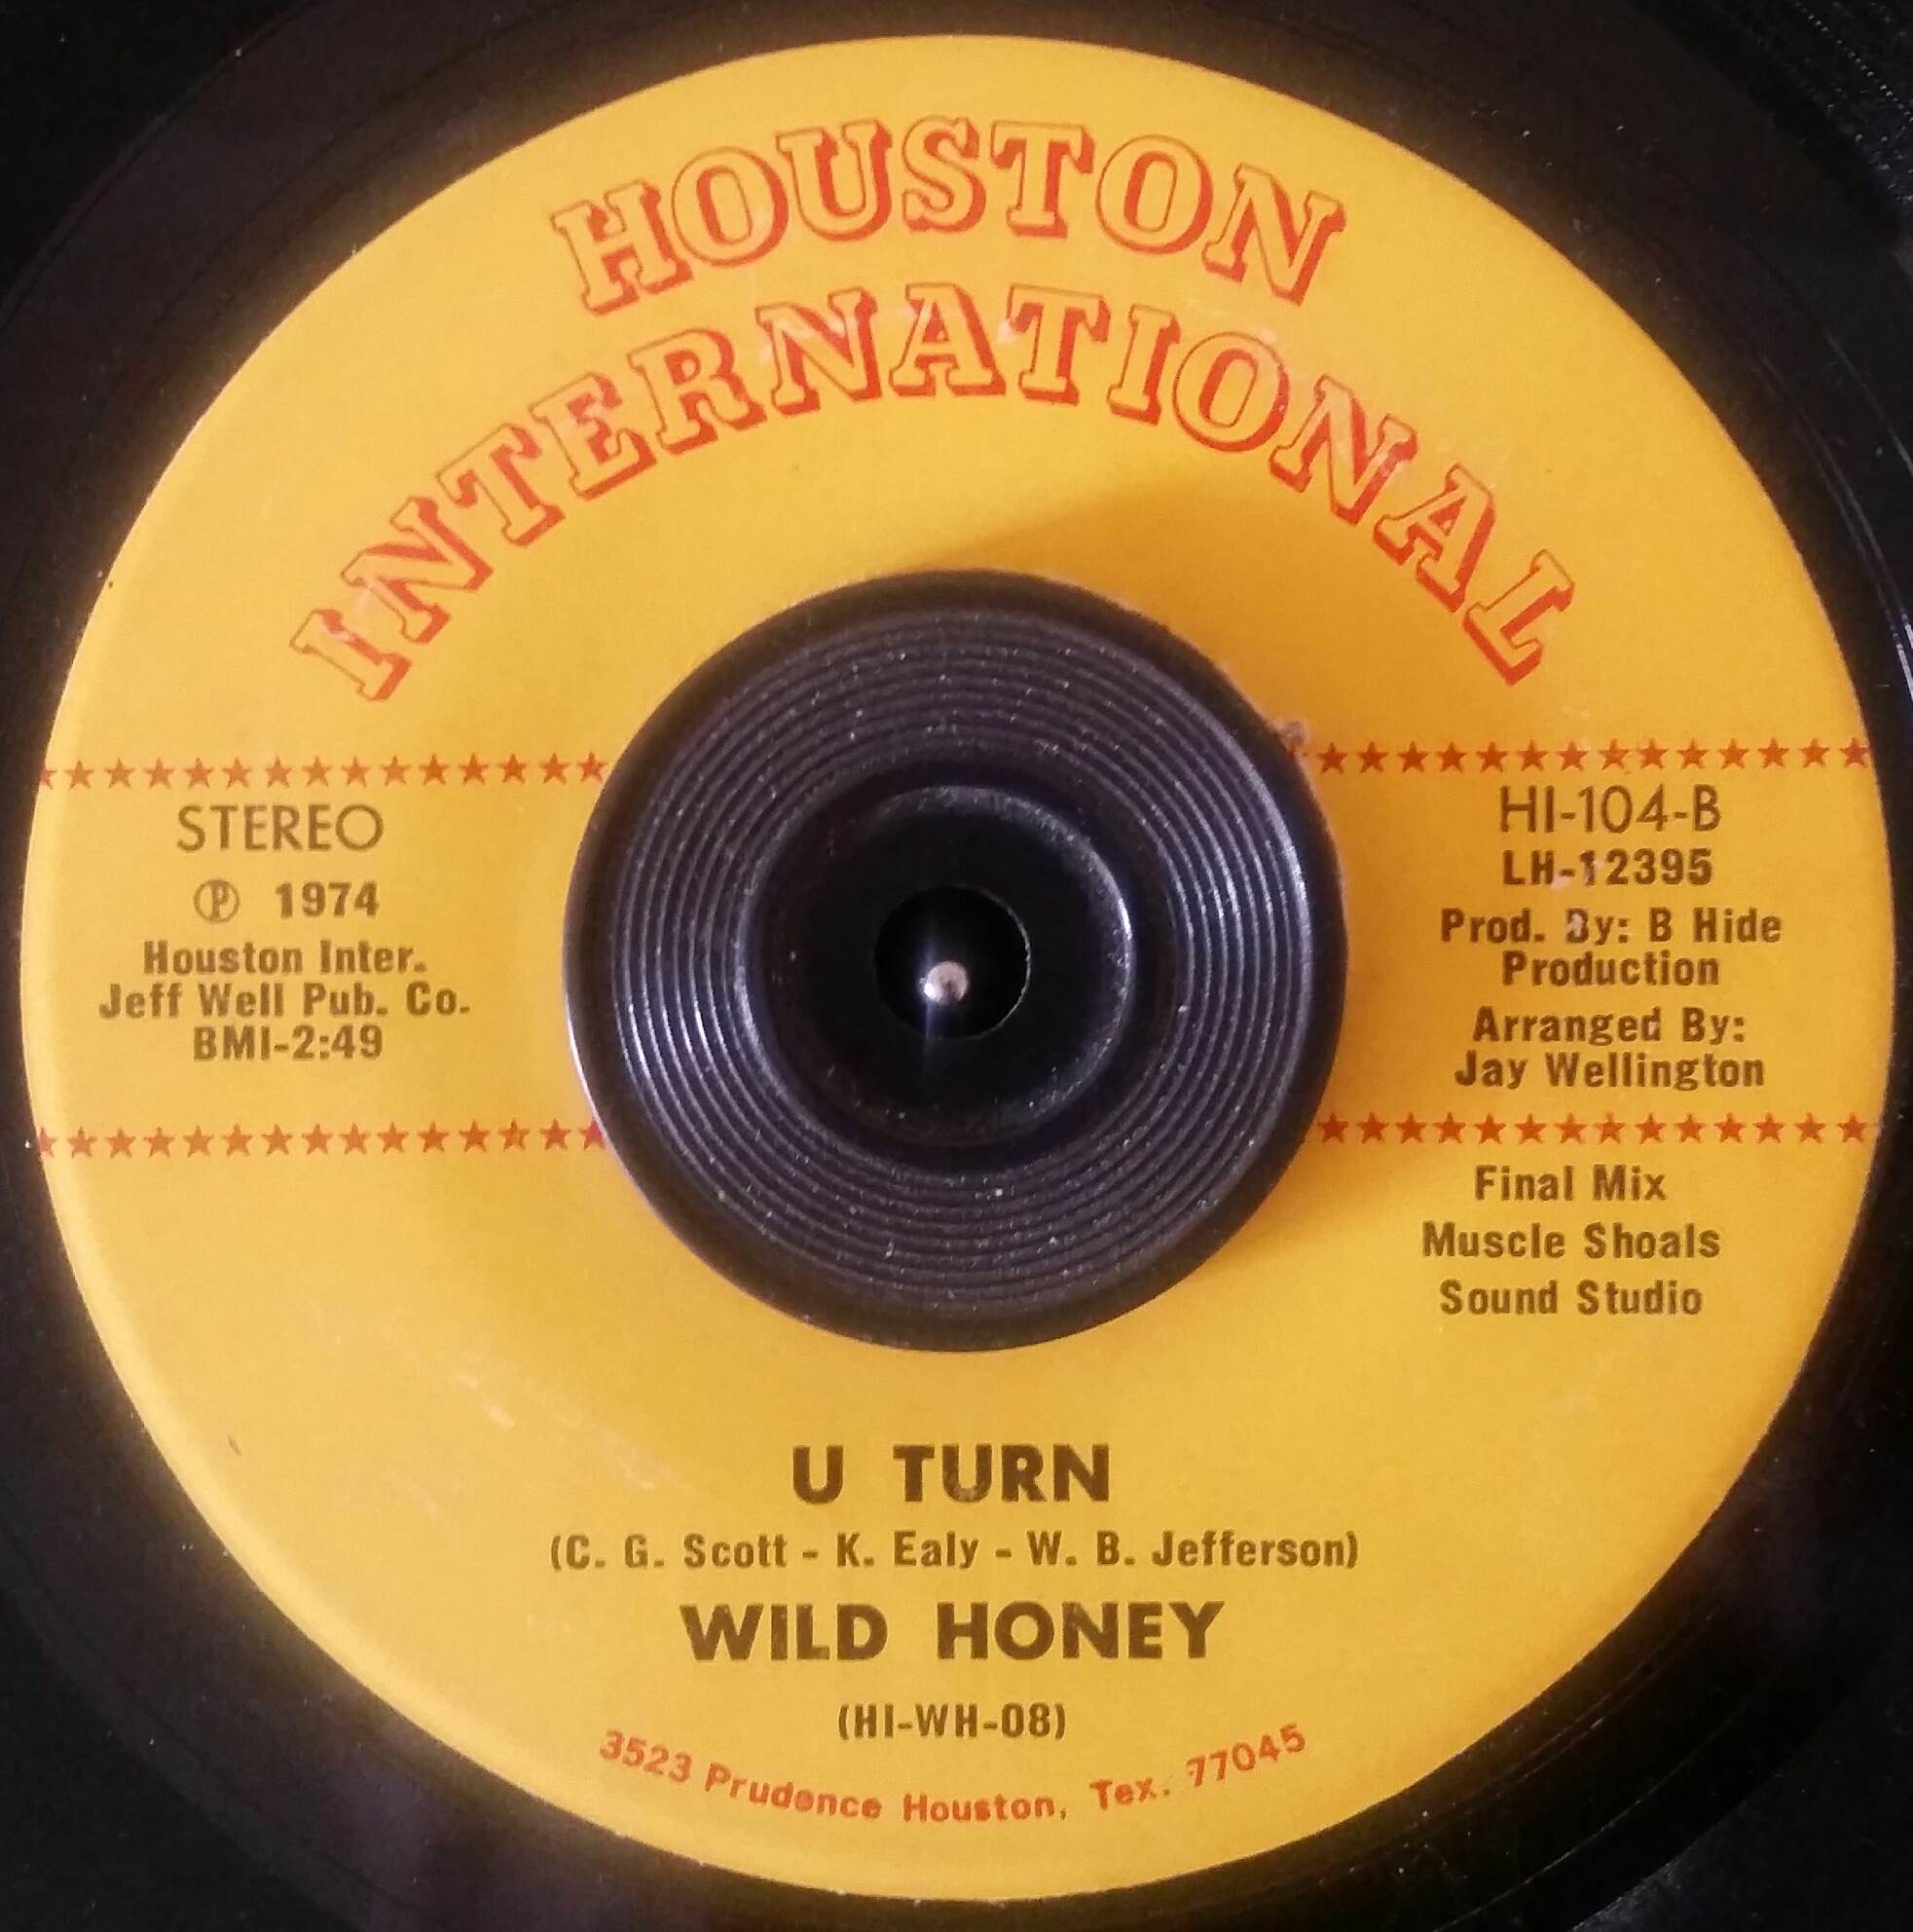 HOUSTON
INTERNATIONAL
STEREO
Ⓟ 1974
Houston Inter.
Jeff Well Pub. Co.
BMI-2:49
HI-104-B
LH-12395
Prod. By: B Hide
Production
Arranged By:
Jay Wellington
Final Mix
Muscle Shoals
Sound Studio
U TURN
(C. G. Scott - K. Ealy - W. B. Jefferson)
WILD HONEY
(HI-WH-08)
3523 Prudence Houston, Tex. 77045